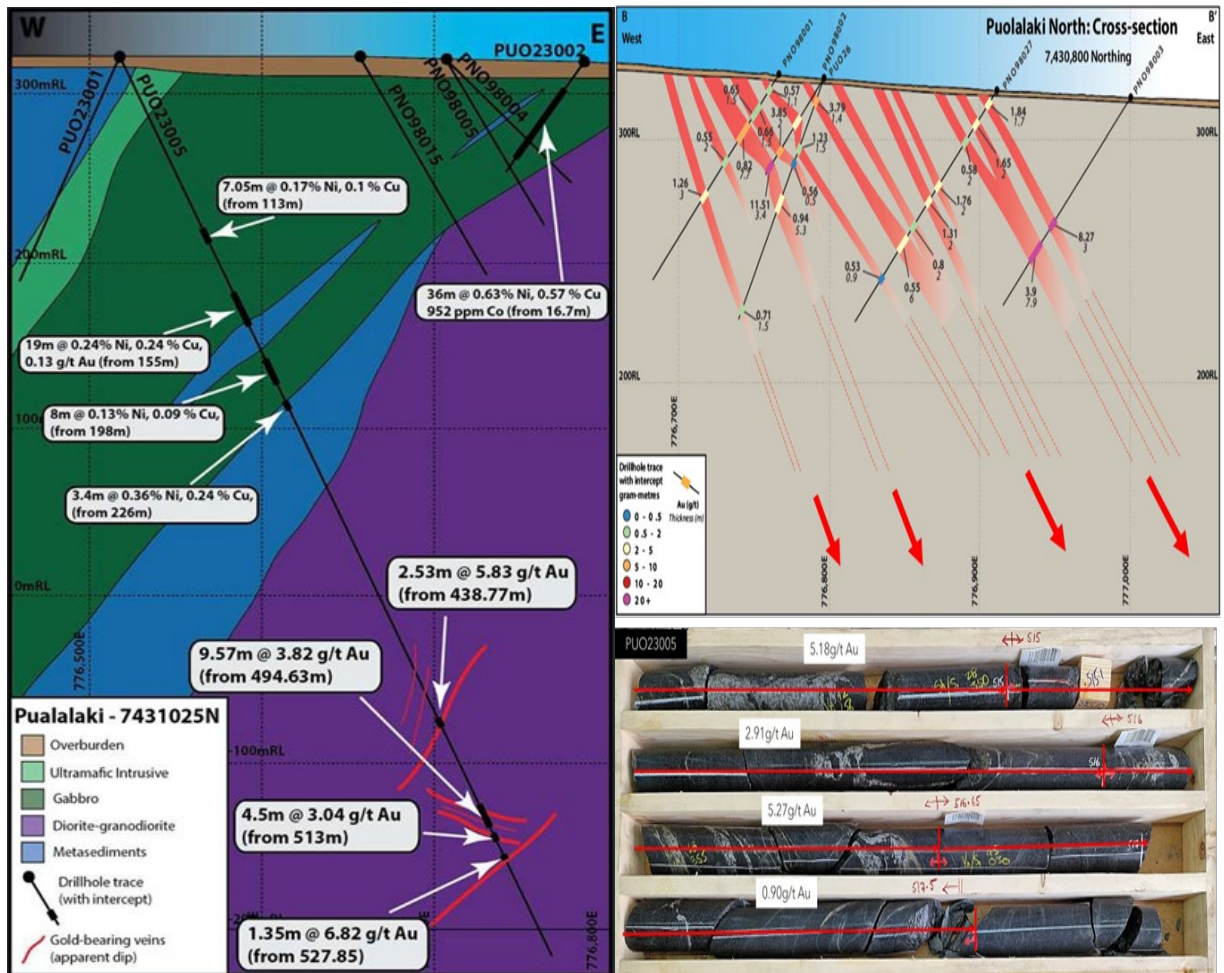 W
E
PUO23002
PUO23001
PUO23005
PNO98015
PNO98005
PNO98004
300mRL
7.05m @ 0.17% Ni, 0.1 % Cu
(from 113m)
200mRL
36m @ 0.63% Ni, 0.57 % Cu
952 ppm Co (from 16.7m)
19m @ 0.24% Ni, 0.24 % Cu,
0.13 g/t Au (from 155m)
8m @ 0.13% Ni, 0.09 % Cu,
(from 198m)
3.4m @ 0.36% Ni, 0.24 % Cu,
(from 226m)
0mRL
2.53m @ 5.83 g/t Au
(from 438.77m)
776,500E
9.57m @ 3.82 g/t Au
(from 494.63m)
-100mRL
4.5m @ 3.04 g/t Au
(from 513m)
1.35m @ 6.82 g/t Au
(from 527.85)
776,800E
Pualalaki - 7431025N
Overburden
Ultramafic Intrusive
Gabbro
Diorite-granodiorite
Metasediments
Drillhole trace
(with intercept)
Gold-bearing veins
(apparent dip)
B
West
Puolalaki North: Cross-section
7,430,800 Northing
B'
East
PNO98001
PNO98002
PUO26
PNO98027
PNO98003
300RL
300RL
0.65
1.5
0.57
1.1
3.85
2
3.79
1.4
1.84
1.7
0.55
2
0.66
1.5
1.23
1.5
0.82
7.7
0.58
2
1.65
2
1.26
3
11.51
3.4
0.56
0.5
0.94
5.3
1.76
2
1.31
2
0.8
2
8.27
3
0.53
0.9
0.55
6
3.9
7.9
0.71
1.5
200RL
200RL
776,700E
776,800E
776,900E
777,000E
Drillhole trace
with intercept
gram-metres
Au (g/t)
Thickness (m)
0 - 0.5
0.5 - 2
2 - 5
5 - 10
10 - 20
20+
PUO23005
5.18g/t Au
515
515
515.1
2.91g/t Au
516
516
5.27g/t Au
516.65
0.90g/t Au
517.5